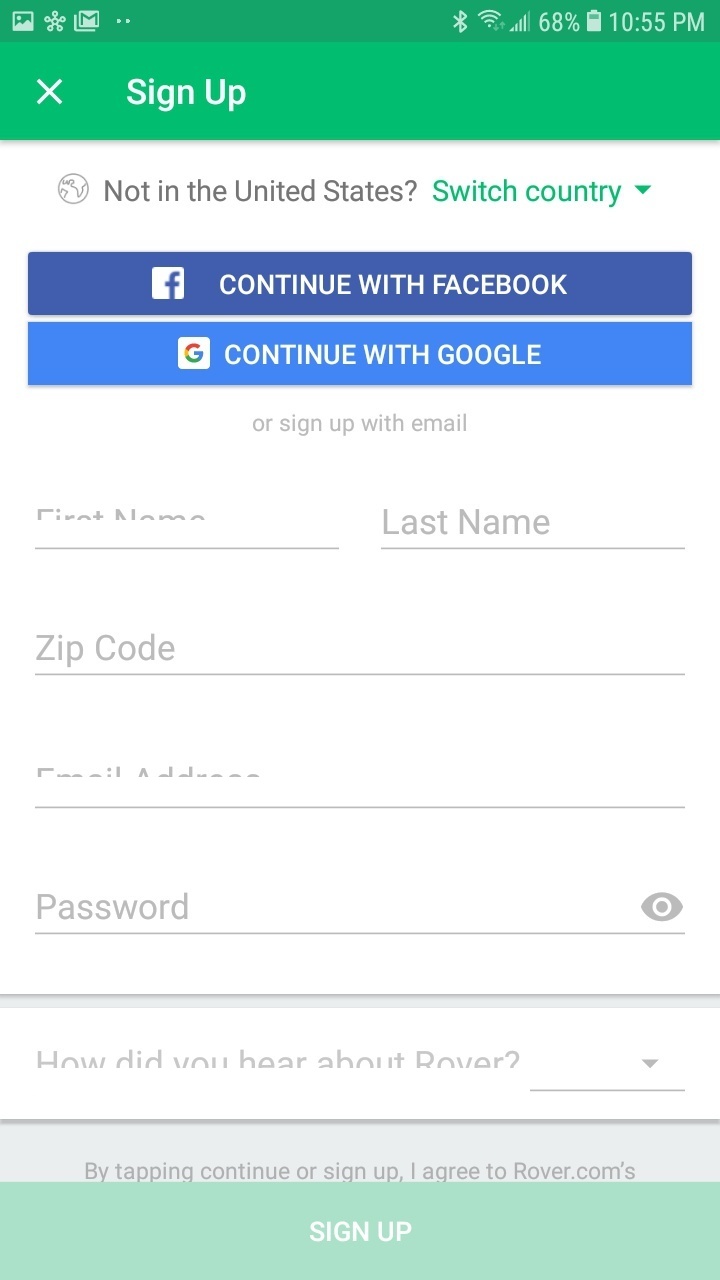 68% 10:55 PM
Sign Up
Not in the United States? Switch country
CONTINUE WITH FACEBOOK
CONTINUE WITH GOOGLE
or sign up with email
First Name Last Name
Zip Code
Email Address
Password
How did you hear about Rover?
By tapping continue or sign up, I agree to Rover.com's
SIGN UP